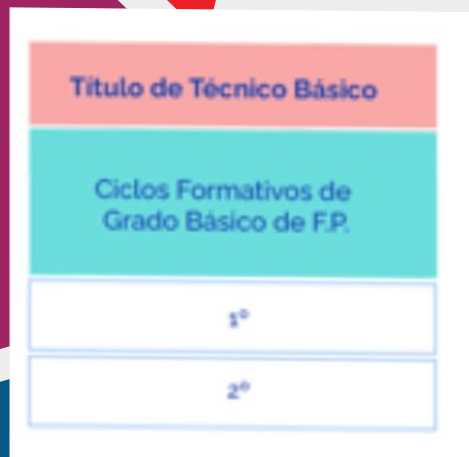 Título de Técnico Básico
Ciclos Formativos de
Grado Básico de F.P.
1º
2º